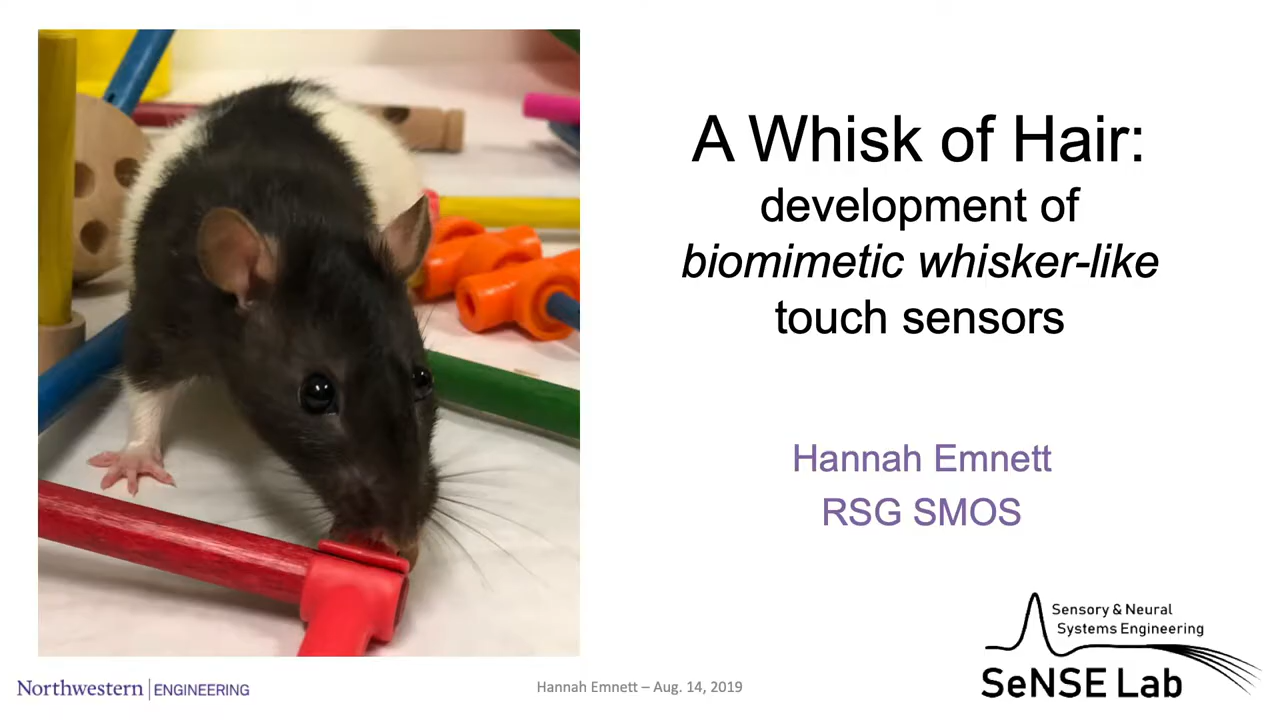 A Whisk of Hair:
development of
biomimetic whisker-like
touch sensors
Hannah Emnett
RSG SMOS
Sensory & Neural
Systems Engineering
SeNSE Lab
Northwestern | ENGINEERING
Hannah Emnett – Aug. 14, 2019